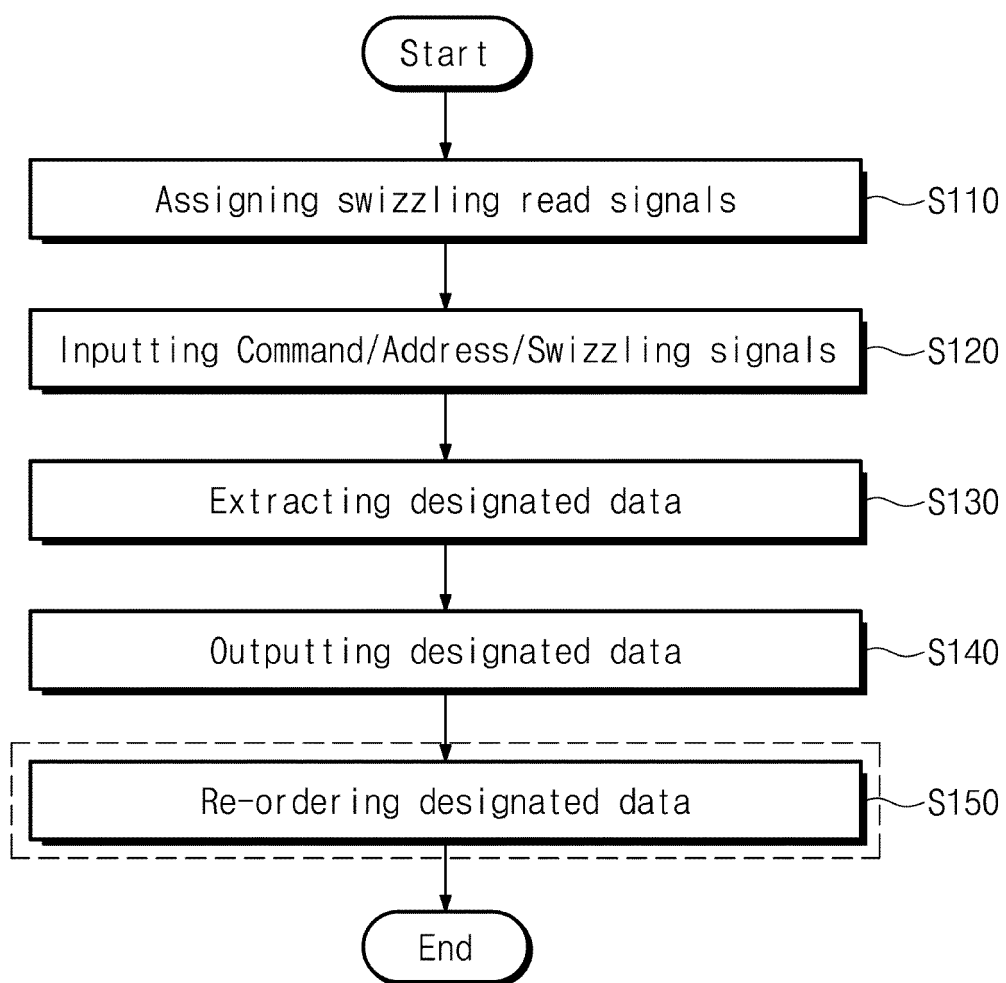 Start
Assigning swizzling read signals
S110
Inputting Command/Address/Swizzling signals
S120
Extracting designated data
S130
Outputting designated data
S140
Re-ordering designated data
S150
End